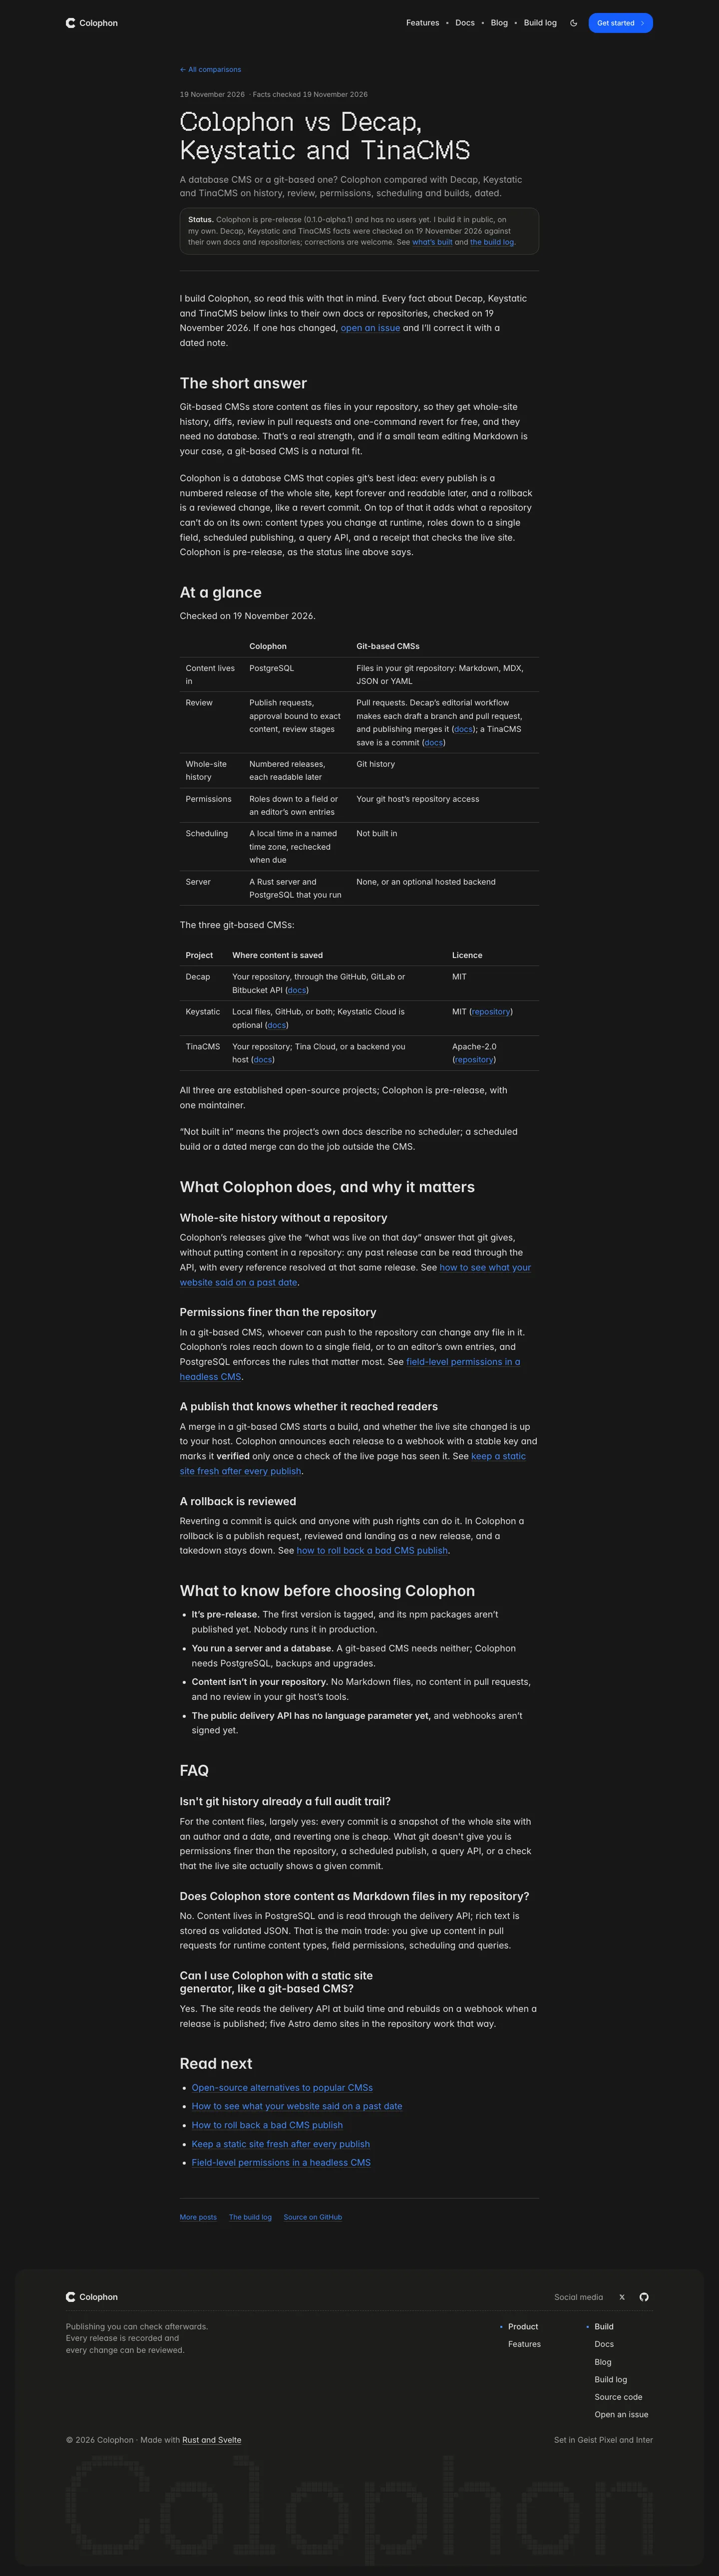 Colophon
Features • Docs • Blog • Build log
Get started
← All comparisons
19 November 2026 · Facts checked 19 November 2026
Colophon vs Decap,
Keystatic and TinaCMS
A database CMS or a git-based one? Colophon compared with Decap, Keystatic
and TinaCMS on history, review, permissions, scheduling and builds, dated.
Status. Colophon is pre-release (0.1.0-alpha.1) and has no users yet. I build it in public, on
my own. Decap, Keystatic and TinaCMS facts were checked on 19 November 2026 against
their own docs and repositories; corrections are welcome. See what's built and the build log.
I build Colophon, so read this with that in mind. Every fact about Decap, Keystatic
and TinaCMS below links to their own docs or repositories, checked on 19
November 2026. If one has changed, open an issue and I'll correct it with a
dated note.
The short answer
Git-based CMSs store content as files in your repository, so they get whole-site
history, diffs, review in pull requests and one-command revert for free, and they
need no database. That's a real strength, and if a small team editing Markdown is
your case, a git-based CMS is a natural fit.
Colophon is a database CMS that copies git's best idea: every publish is a
numbered release of the whole site, kept forever and readable later, and a rollback
is a reviewed change, like a revert commit. On top of that it adds what a repository
can't do on its own: content types you change at runtime, roles down to a single
field, scheduled publishing, a query API, and a receipt that checks the live site.
Colophon is pre-release, as the status line above says.
At a glance
Checked on 19 November 2026.
Colophon Git-based CMSs
Content lives in PostgreSQL Files in your git repository: Markdown, MDX, JSON or YAML
Review Publish requests, approval bound to exact content, review stages Pull requests. Decap's editorial workflow makes each draft a branch and pull request, and publishing merges it (docs); a TinaCMS save is a commit (docs)
Whole-site history Numbered releases, each readable later Git history
Permissions Roles down to a field or an editor's own entries Your git host's repository access
Scheduling A local time in a named time zone, rechecked when due Not built in
Server A Rust server and PostgreSQL that you run None, or an optional hosted backend
The three git-based CMSs:
Project Where content is saved Licence
Decap Your repository, through the GitHub, GitLab or Bitbucket API (docs) MIT
Keystatic Local files, GitHub, or both; Keystatic Cloud is optional (docs) MIT (repository)
TinaCMS Your repository; Tina Cloud, or a backend you host (docs) Apache-2.0 (repository)
All three are established open-source projects; Colophon is pre-release, with
one maintainer.
"Not built in" means the project's own docs describe no scheduler; a scheduled
build or a dated merge can do the job outside the CMS.
What Colophon does, and why it matters
Whole-site history without a repository
Colophon's releases give the "what was live on that day" answer that git gives,
without putting content in a repository: any past release can be read through the
API, with every reference resolved at that same release. See how to see what your
website said on a past date.
Permissions finer than the repository
In a git-based CMS, whoever can push to the repository can change any file in it.
Colophon's roles reach down to a single field, or to an editor's own entries, and
PostgreSQL enforces the rules that matter most. See field-level permissions in a
headless CMS.
A publish that knows whether it reached readers
A merge in a git-based CMS starts a build, and whether the live site changed is up
to your host. Colophon announces each release to a webhook with a stable key and
marks it verified only once a check of the live page has seen it. See keep a static
site fresh after every publish.
A rollback is reviewed
Reverting a commit is quick and anyone with push rights can do it. In Colophon a
rollback is a publish request, reviewed and landing as a new release, and a
takedown stays down. See how to roll back a bad CMS publish.
What to know before choosing Colophon
• It's pre-release. The first version is tagged, and its npm packages aren't
published yet. Nobody runs it in production.
• You run a server and a database. A git-based CMS needs neither; Colophon
needs PostgreSQL, backups and upgrades.
• Content isn't in your repository. No Markdown files, no content in pull requests,
and no review in your git host's tools.
• The public delivery API has no language parameter yet, and webhooks aren't
signed yet.
FAQ
Isn't git history already a full audit trail?
For the content files, largely yes: every commit is a snapshot of the whole site with
an author and a date, and reverting one is cheap. What git doesn't give you is
permissions finer than the repository, a scheduled publish, a query API, or a check
that the live site actually shows a given commit.
Does Colophon store content as Markdown files in my repository?
No. Content lives in PostgreSQL and is read through the delivery API; rich text is
stored as validated JSON. That is the main trade: you give up content in pull
requests for runtime content types, field permissions, scheduling and queries.
Can I use Colophon with a static site
generator, like a git-based CMS?
Yes. The site reads the delivery API at build time and rebuilds on a webhook when a
release is published; five Astro demo sites in the repository work that way.
Read next
• Open-source alternatives to popular CMSs
• How to see what your website said on a past date
• How to roll back a bad CMS publish
• Keep a static site fresh after every publish
• Field-level permissions in a headless CMS
More posts The build log Source on GitHub
Colophon
Social media
Publishing you can check afterwards.
Every release is recorded and
every change can be reviewed.
• Product
Features
• Build
Docs
Blog
Build log
Source code
Open an issue
© 2026 Colophon · Made with Rust and Svelte
Set in Geist Pixel and Inter
Colophon